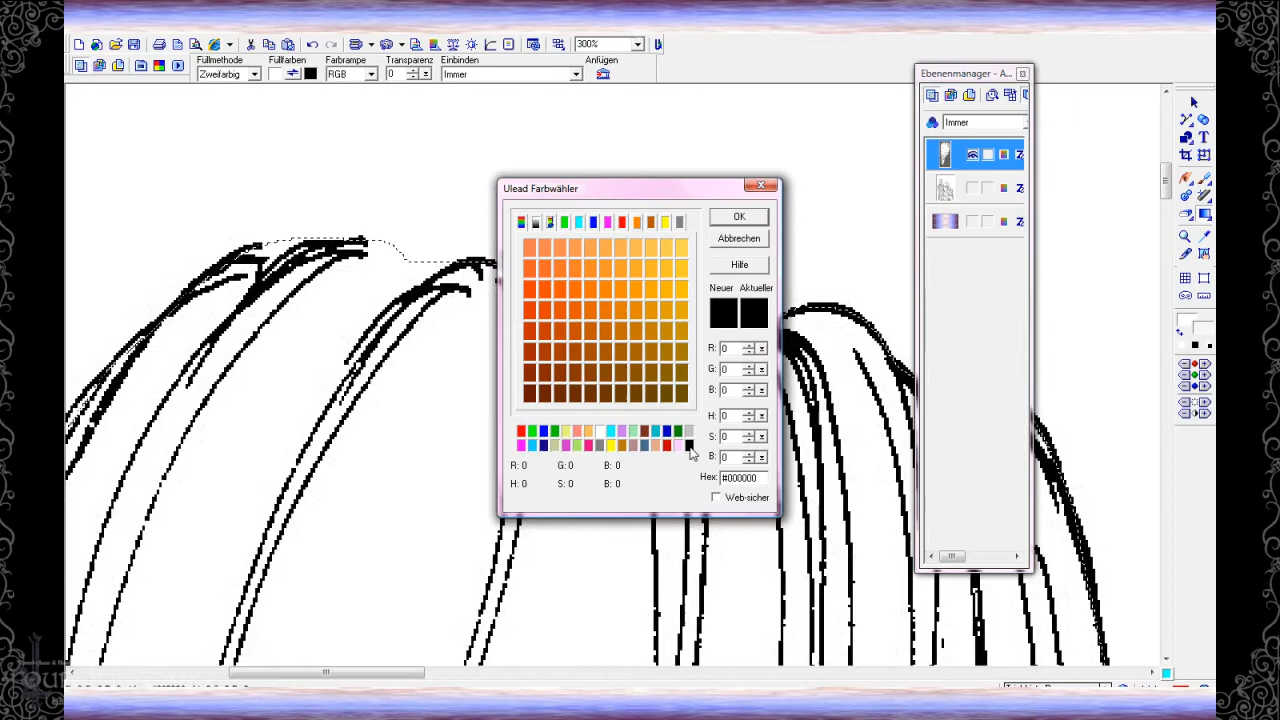 300%
Füllmethode Füllfarben Farbrampe Transparenz Einbinden Anfügen
Zweifarbig RGB 0 Immer
Ebenenmanager - A...
Immer
Ulead Farbwähler
OK
Abbrechen
Hilfe
Neuer Aktueller
R: 0
G: 0
B: 0
H: 0
S: 0
B: 0
Hex: #000000
Web-sicher
R: 0 G: 0 B: 0
H: 0 S: 0 B: 0